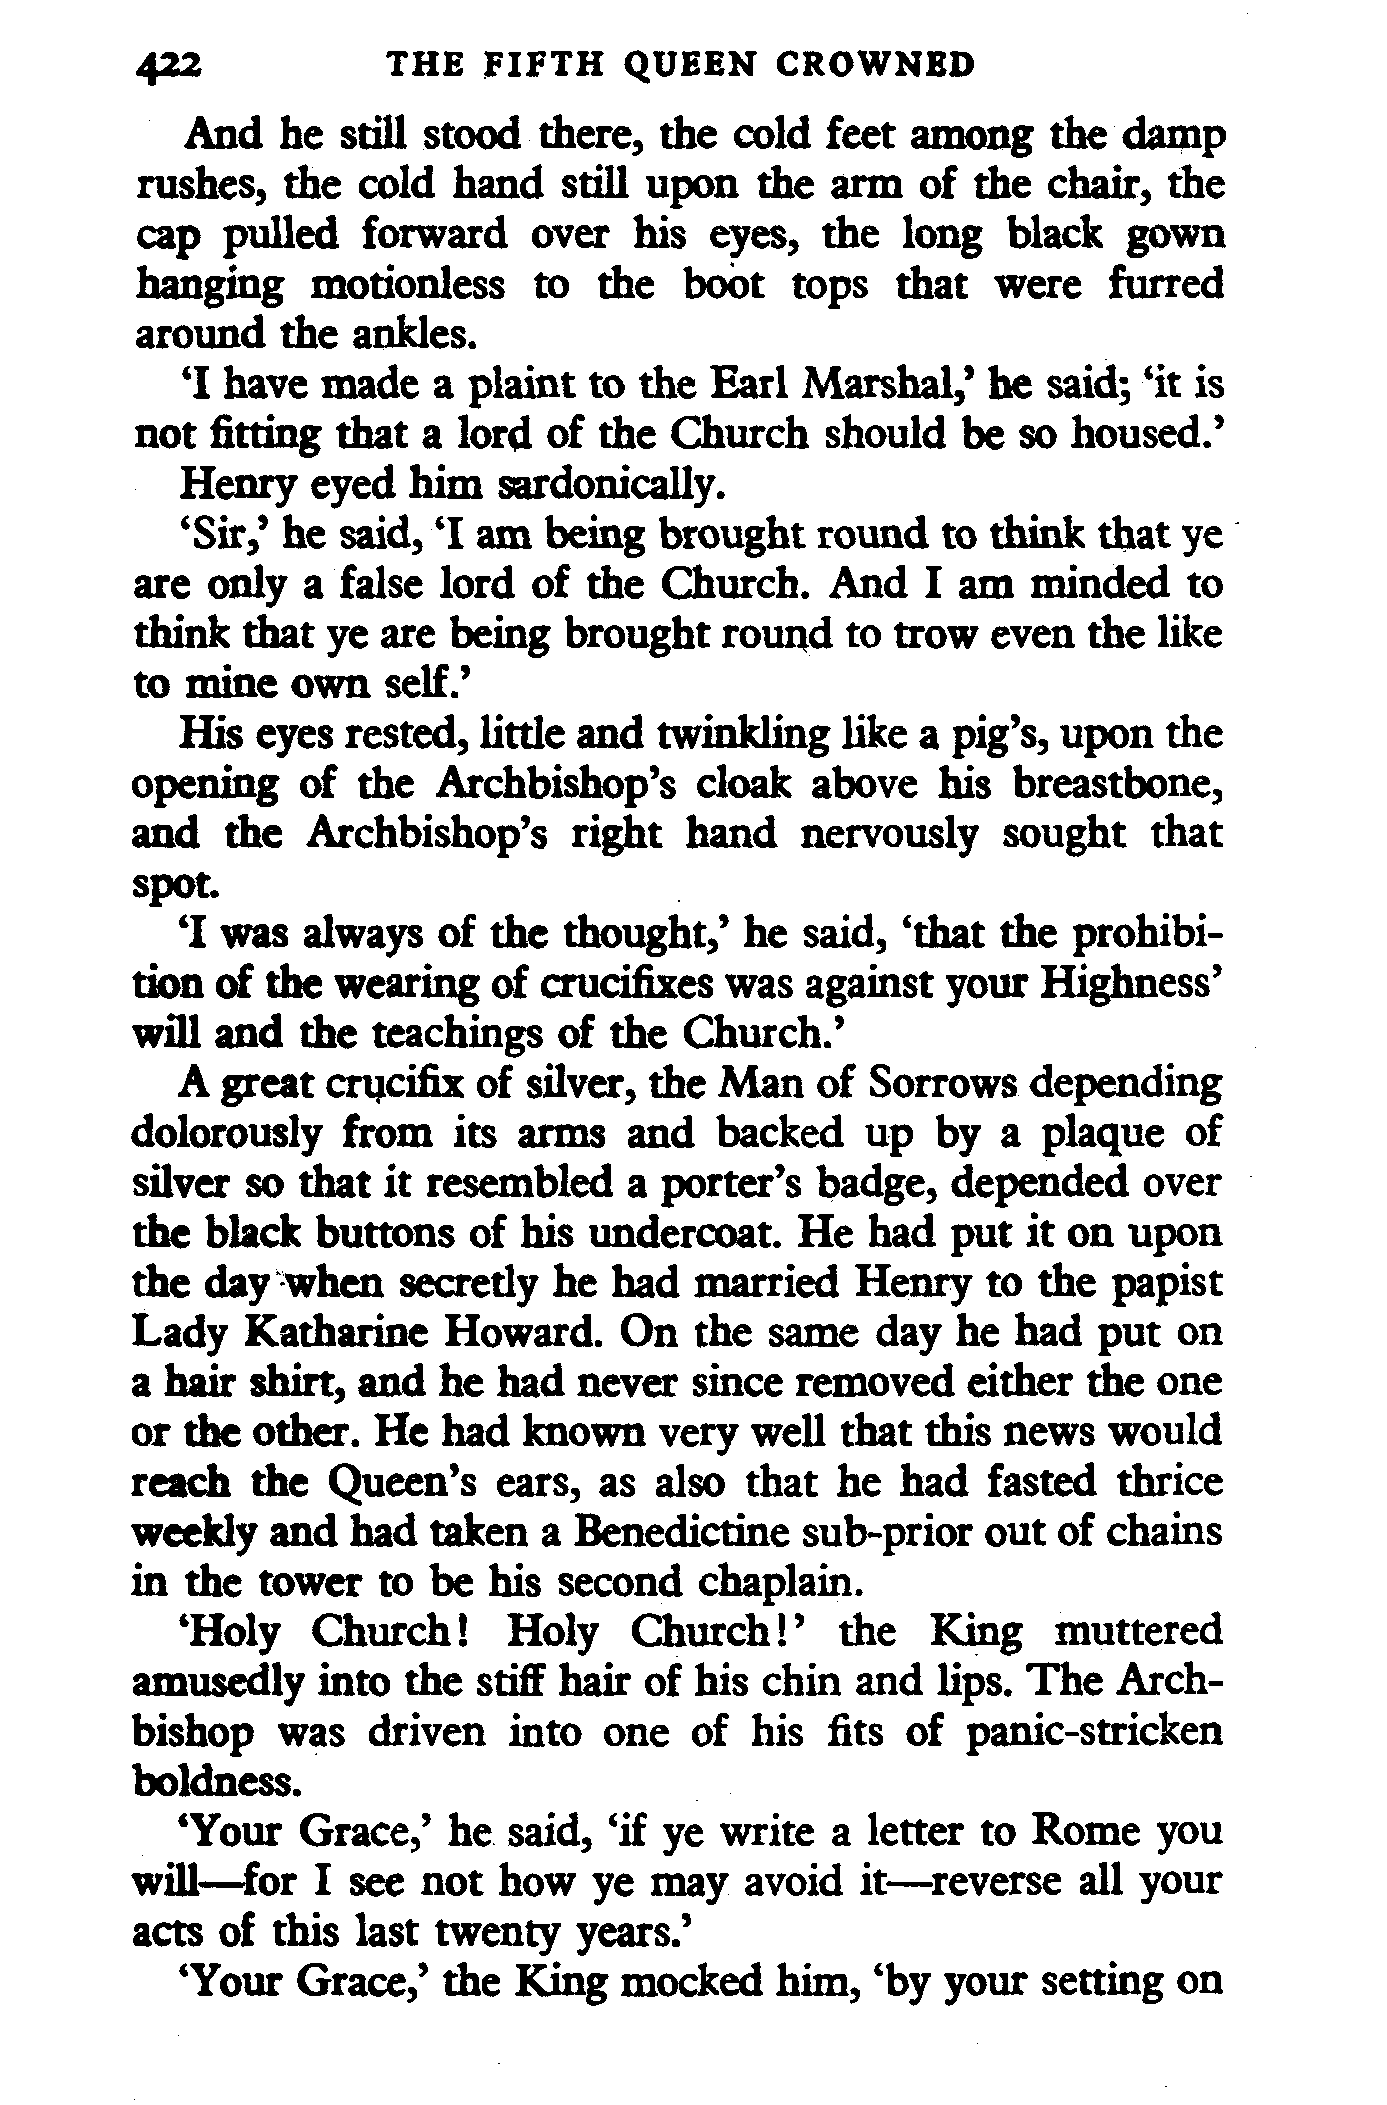 422 THE FIFTH QUEEN CROWNED
And he still stood there, the cold feet among the damp
rushes, the cold hand still upon the arm of the chair, the
cap pulled forward over his eyes, the long black gown
hanging motionless to the boot tops that were furred
around the ankles.
‘I have made a plaint to the Earl Marshal,’ he said; ‘it is
not fitting that a lord of the Church should be so housed.’
Henry eyed him sardonically.
‘Sir,’ he said, ‘I am being brought round to think that ye
are only a false lord of the Church. And I am minded to
think that ye are being brought round to trow even the like
to mine own self.’
His eyes rested, little and twinkling like a pig’s, upon the
opening of the Archbishop’s cloak above his breastbone,
and the Archbishop’s right hand nervously sought that
spot.
‘I was always of the thought,’ he said, ‘that the prohibi-
tion of the wearing of crucifixes was against your Highness’
will and the teachings of the Church.’
A great crucifix of silver, the Man of Sorrows depending
dolorously from its arms and backed up by a plaque of
silver so that it resembled a porter’s badge, depended over
the black buttons of his undercoat. He had put it on upon
the day when secretly he had married Henry to the papist
Lady Katharine Howard. On the same day he had put on
a hair shirt, and he had never since removed either the one
or the other. He had known very well that this news would
reach the Queen’s ears, as also that he had fasted thrice
weekly and had taken a Benedictine sub-prior out of chains
in the tower to be his second chaplain.
‘Holy Church! Holy Church!’ the King muttered
amusedly into the stiff hair of his chin and lips. The Arch-
bishop was driven into one of his fits of panic-stricken
boldness.
‘Your Grace,’ he said, ‘if ye write a letter to Rome you
will—for I see not how ye may avoid it—reverse all your
acts of this last twenty years.’
‘Your Grace,’ the King mocked him, ‘by your setting on